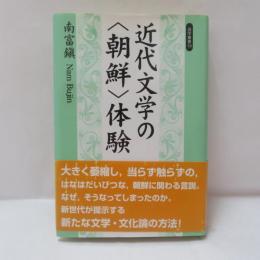 近代文学の
〈朝鮮〉体験
南富鎭 Nam Bujin
大きく萎縮し、当らず触らずの、
はなはだいびつな、朝鮮に関わる言説。
なぜ、そうなってしまったのか。
新世代が提示する
新たな文学・文化論の方法!